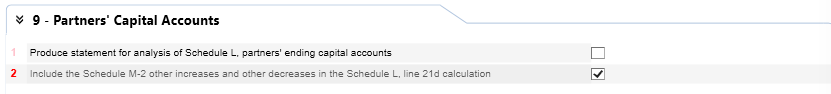 9 - Partners' Capital Accounts
1 Produce statement for analysis of Schedule L, partners' ending capital accounts
2 Include the Schedule M-2 other increases and other decreases in the Schedule L, line 21d calculation